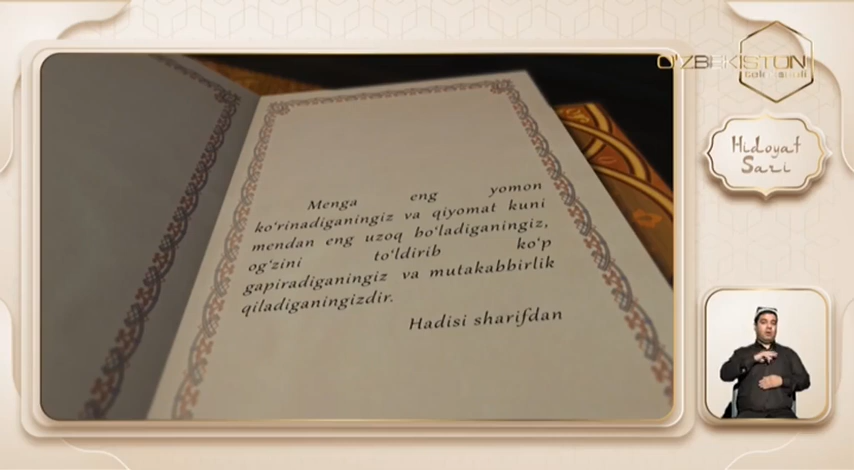 O'ZBEKISTON
telekanali
Hidoyat
Sari
Menga eng yomon
ko'rinadiganingiz va qiyomat kuni
mendan eng uzoq bo'ladiganingiz,
og'zini to'ldirib ko'p
gapiradiganingiz va mutakabbirlik
qiladiganingizdir.
Hadisi sharifdan